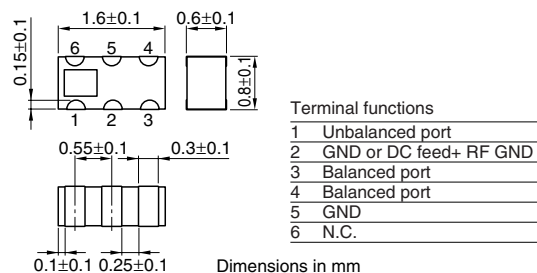 1.6±0.1
0.6±0.1
0.15±0.1
6 5 4
0.8±0.1
1 2 3
0.55±0.1
0.3±0.1
0.1±0.1
0.25±0.1
Dimensions in mm
Terminal functions
1 Unbalanced port
2 GND or DC feed+ RF GND
3 Balanced port
4 Balanced port
5 GND
6 N.C.